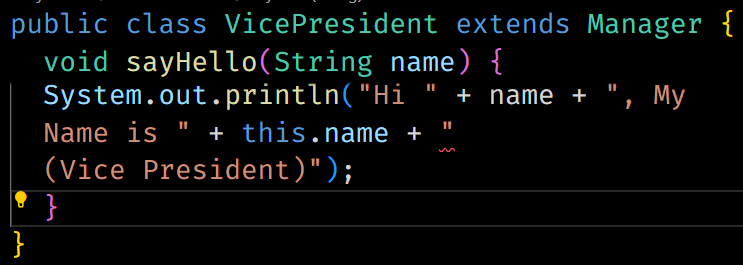 public class VicePresident extends Manager {
void sayHello(String name) {
System.out.println("Hi " + name + ", My
Name is " + this.name + "
(Vice President)");
}
}